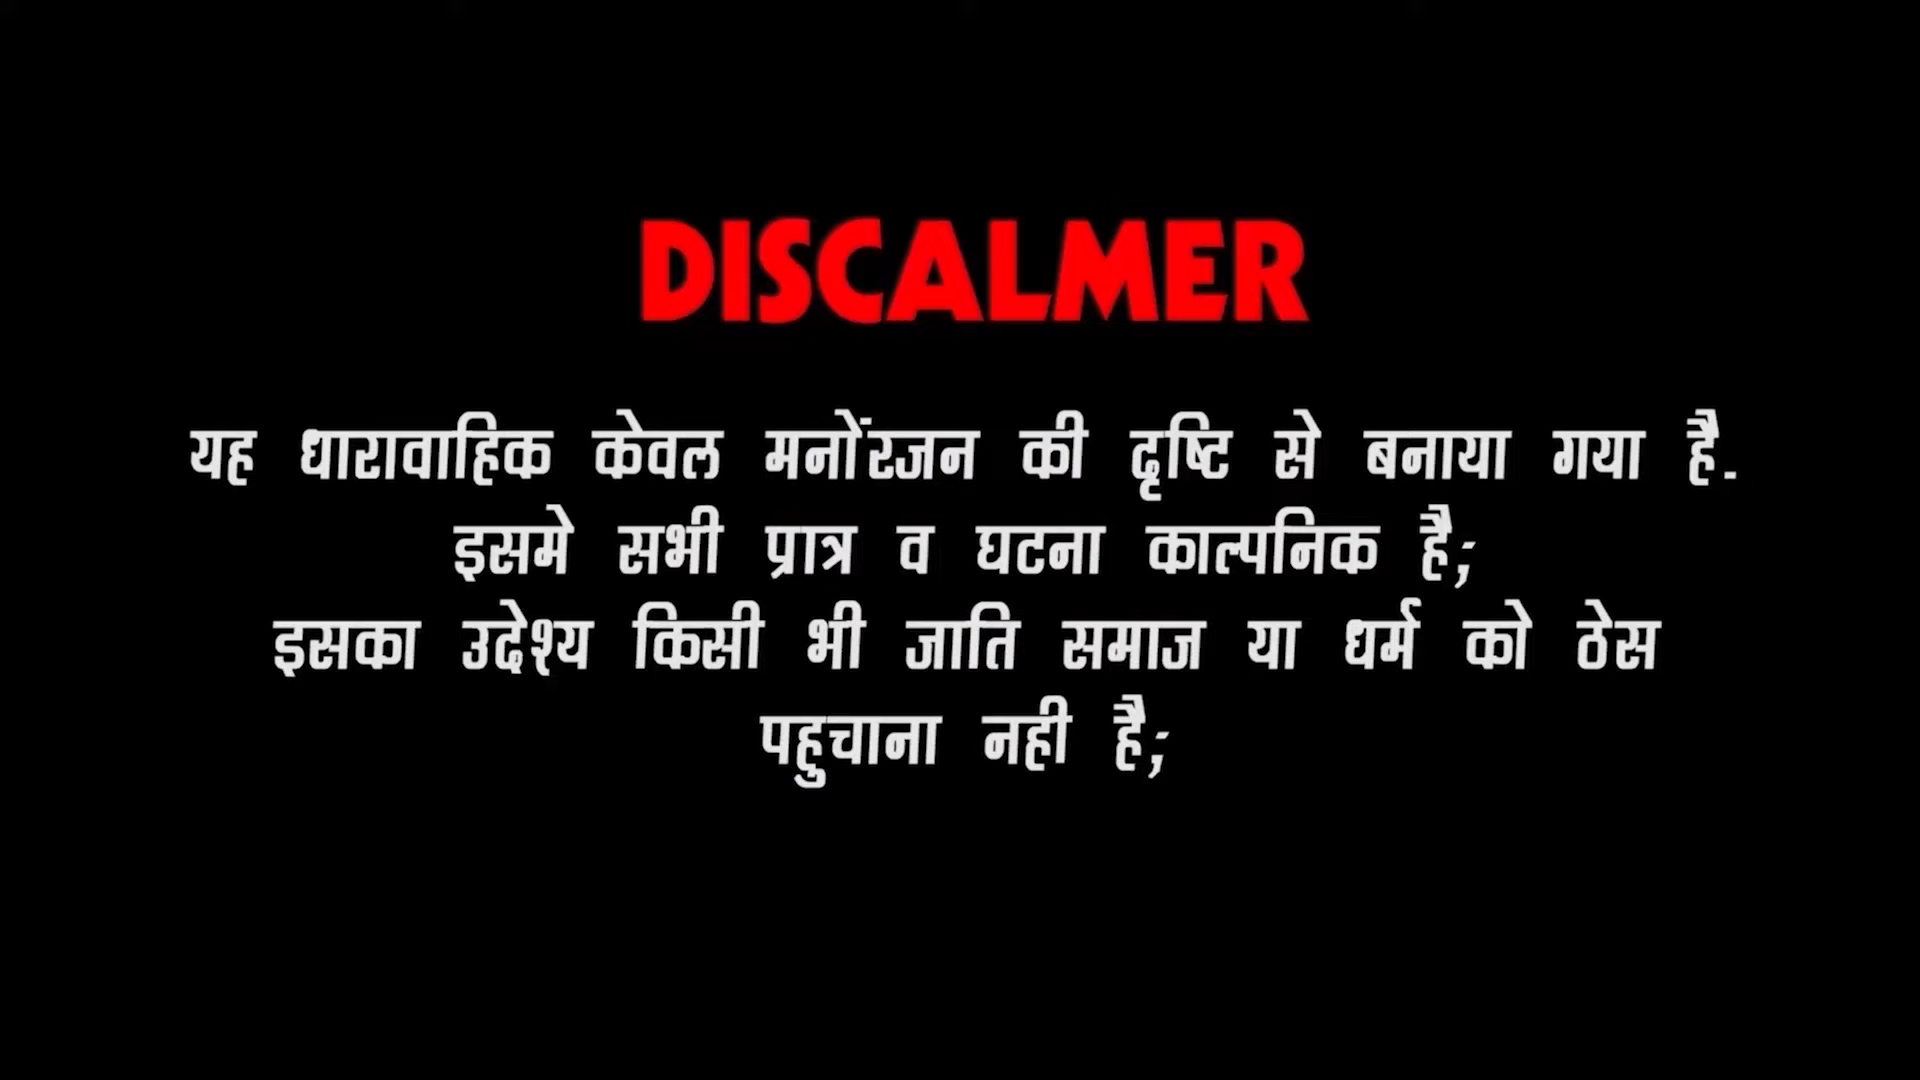 DISCALMER
यह धारावाहिक केवल मनोंरजन की दृष्टि से बनाया गया है.
इसमे सभी प्रात्र व घटना काल्पनिक है;
इसका उदेश्य किसी भी जाति समाज या धर्म को ठेस
पहुचाना नही है;